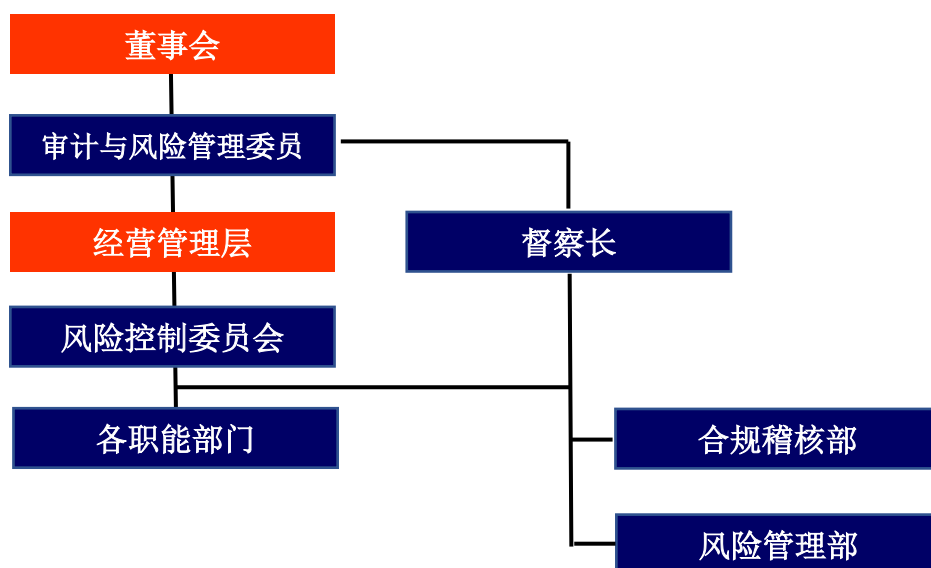 董事会
审计与风险管理委员
经营管理层
督察长
风险控制委员会
各职能部门
合规稽核部
风险管理部